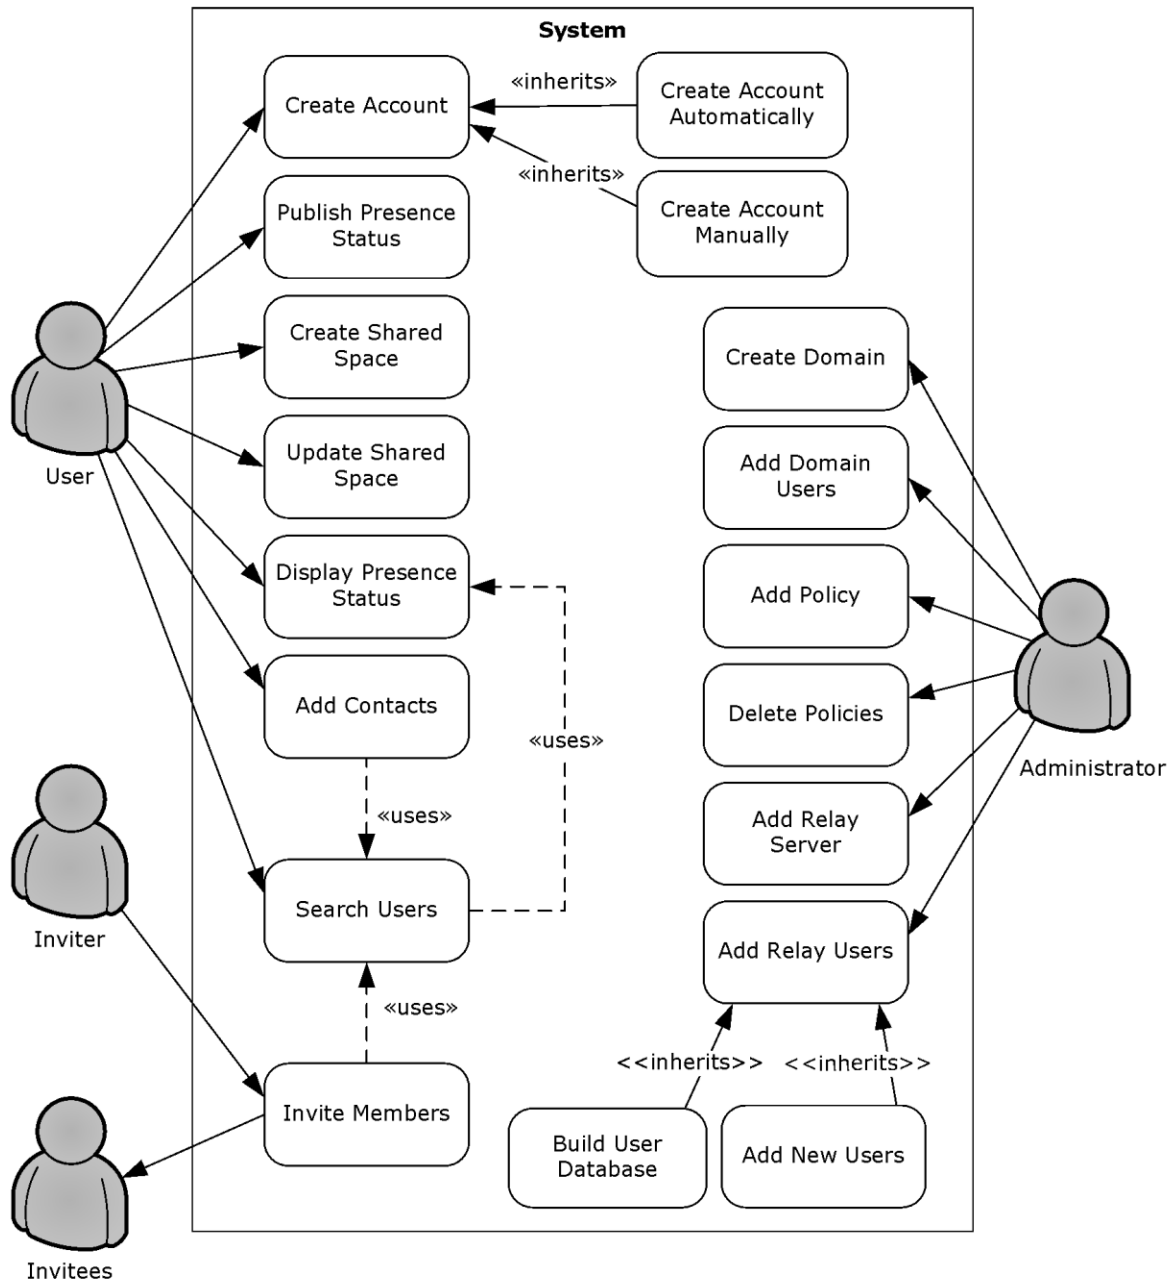 System
Create Account
«inherits»
Create Account
Automatically
«inherits»
Publish Presence
Status
Create Account
Manually
Create Shared
Space
Create Domain
User
Update Shared
Space
Add Domain
Users
Display Presence
Status
Add Policy
Add Contacts
Delete Policies
«uses»
Administrator
«uses»
Add Relay
Server
Search Users
Inviter
Add Relay Users
«uses»
<<inherits>>
<<inherits>>
Invite Members
Build User
Database
Add New Users
Invitees